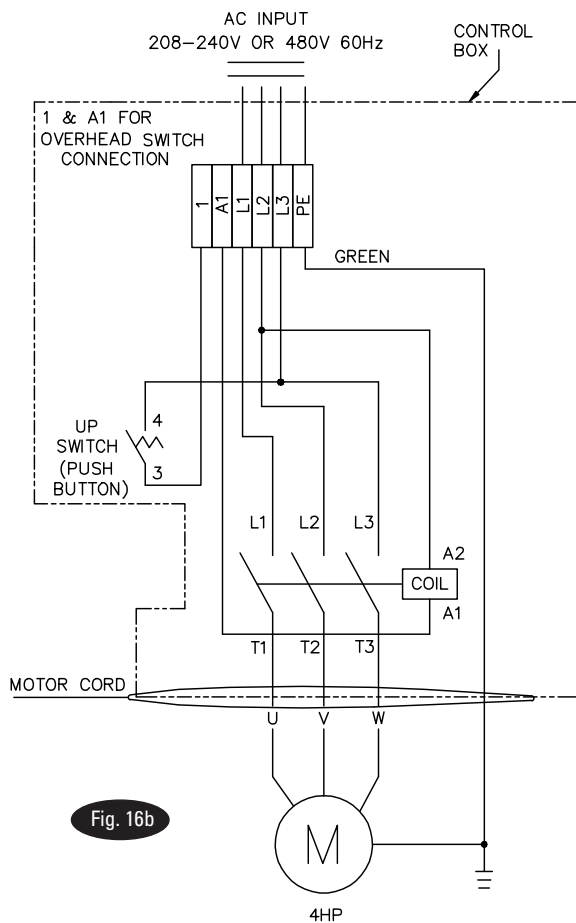 AC INPUT
208-240V OR 480V 60Hz
CONTROL
BOX
1 & A1 FOR
OVERHEAD SWITCH
CONNECTION
1
A1
L1
L2
L3
PE
GREEN
4
UP
SWITCH
(PUSH
BUTTON)
3
L1
L2
L3
A2
COIL
A1
T1
T2
T3
MOTOR CORD
U
V
W
Fig. 16b
M
4HP